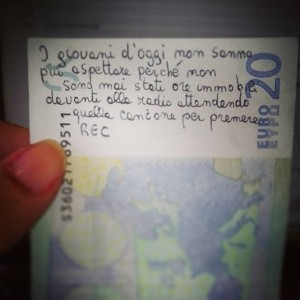 I giovani d'oggi non sanno
più aspettare perché non
sono mai stati ore immobili
davanti alla radio attendendo
quella canzone per premere
REC
20
EURO
ΕΥΡΩ